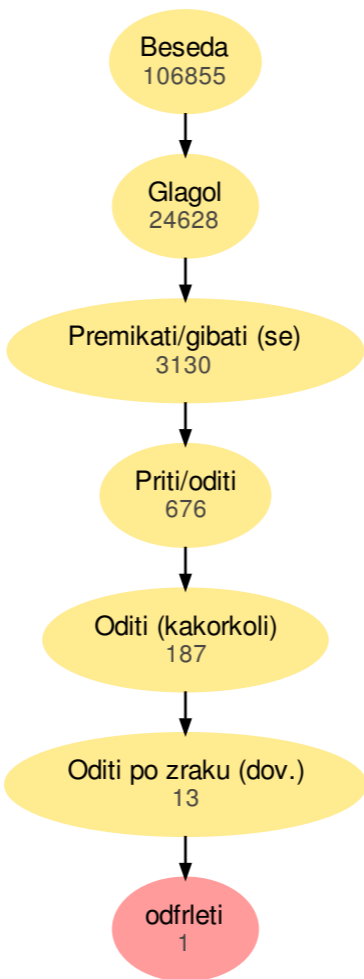 Beseda
106855
Glagol
24628
Premikati/gibati (se)
3130
Priti/oditi
676
Oditi (kakorkoli)
187
Oditi po zraku (dov.)
13
odfrleti
1